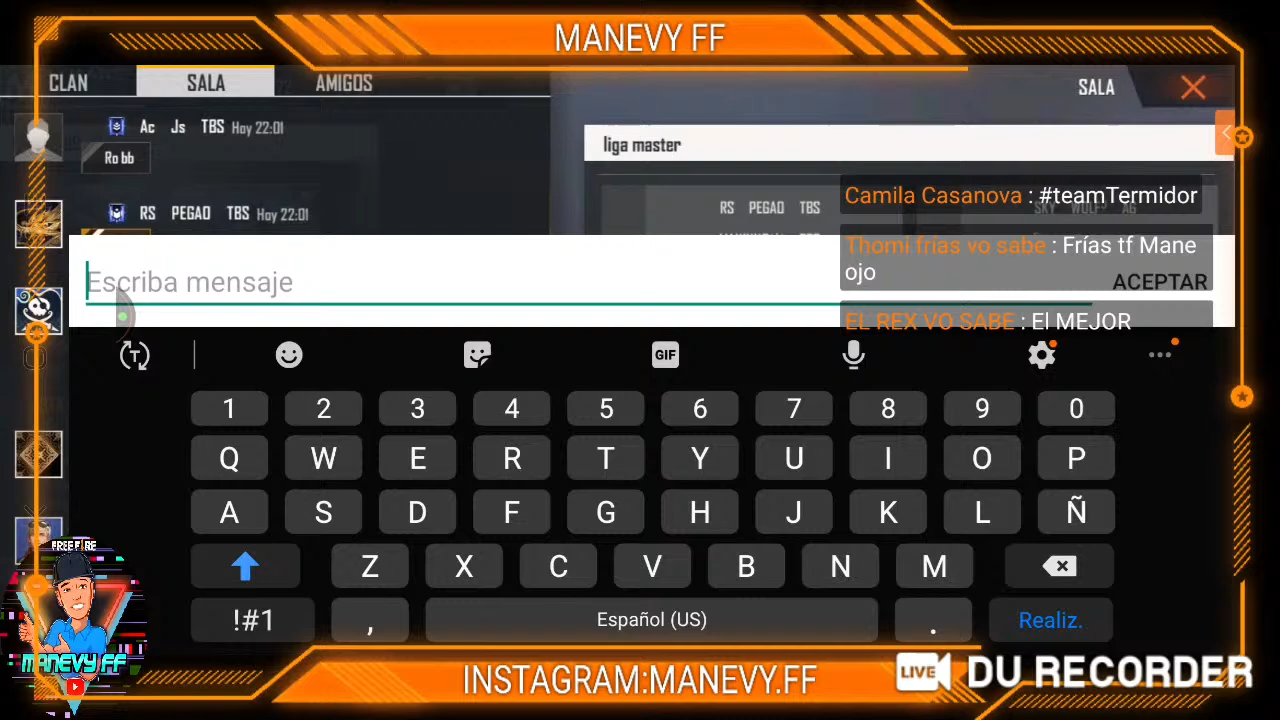 MANEVY FF
CLAN
SALA
AMIGOS
SALA
Ac Js TBS Hoy 22:01
Ro bb
liga master
Camila Casanova : #teamTermidor
RS PEGAO TBS Hoy 22:01
RS PEGAO TBS
Thomi frías vo sabe : Frías tf Mane
ojo
Escriba mensaje
ACEPTAR
EL REX VO SABE : El MEJOR
GIF
1 2 3 4 5 6 7 8 9 0
Q W E R T Y U I O P
A S D F G H J K L Ñ
Z X C V B N M
!#1 , Español (US) . Realiz.
FREE FIRE
MANEVY FF
INSTAGRAM:MANEVY.FF
LIVE DU RECORDER